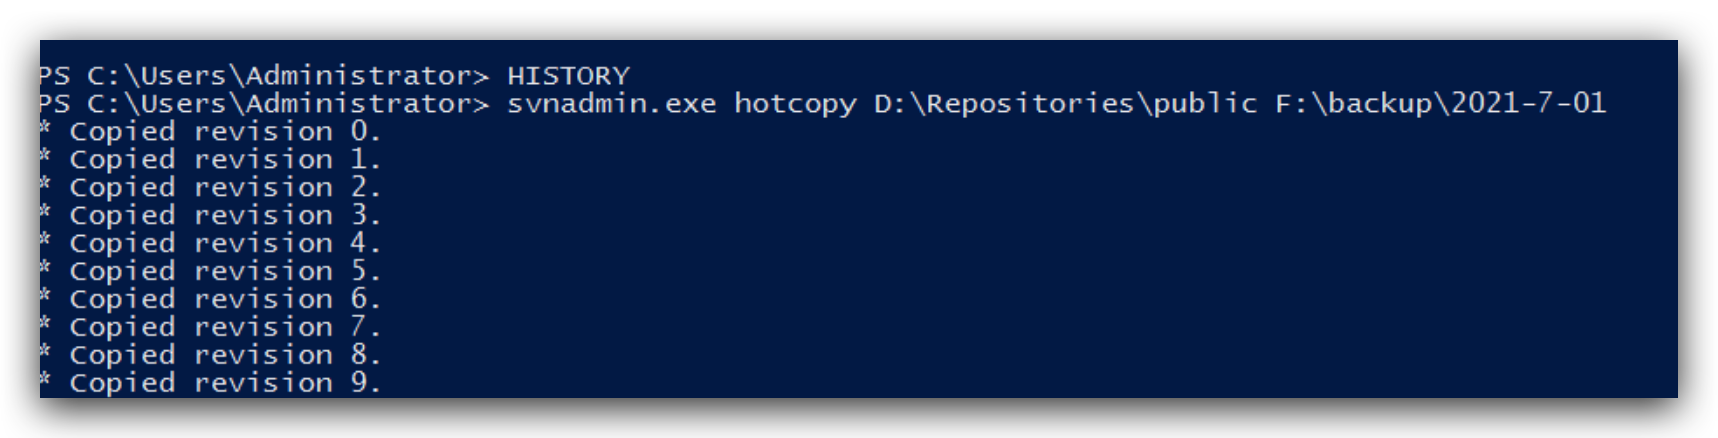 PS C:\Users\Administrator> HISTORY
PS C:\Users\Administrator> svnadmin.exe hotcopy D:\Repositories\public F:\backup\2021-7-01
* Copied revision 0.
* Copied revision 1.
* Copied revision 2.
* Copied revision 3.
* Copied revision 4.
* Copied revision 5.
* Copied revision 6.
* Copied revision 7.
* Copied revision 8.
* Copied revision 9.